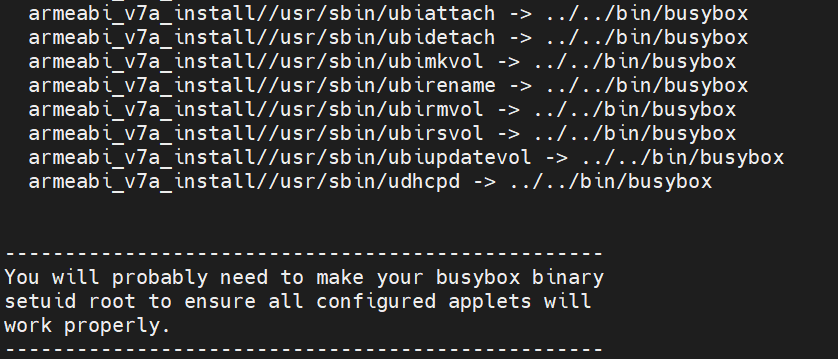 armeabi_v7a_install//usr/sbin/ubiattach -> ../../bin/busybox
armeabi_v7a_install//usr/sbin/ubidetach -> ../../bin/busybox
armeabi_v7a_install//usr/sbin/ubimkvol -> ../../bin/busybox
armeabi_v7a_install//usr/sbin/ubirename -> ../../bin/busybox
armeabi_v7a_install//usr/sbin/ubirmvol -> ../../bin/busybox
armeabi_v7a_install//usr/sbin/ubirsvol -> ../../bin/busybox
armeabi_v7a_install//usr/sbin/ubiupdatevol -> ../../bin/busybox
armeabi_v7a_install//usr/sbin/udhcpd -> ../../bin/busybox
--------------------------------------------------
You will probably need to make your busybox binary
setuid root to ensure all configured applets will
work properly.
--------------------------------------------------